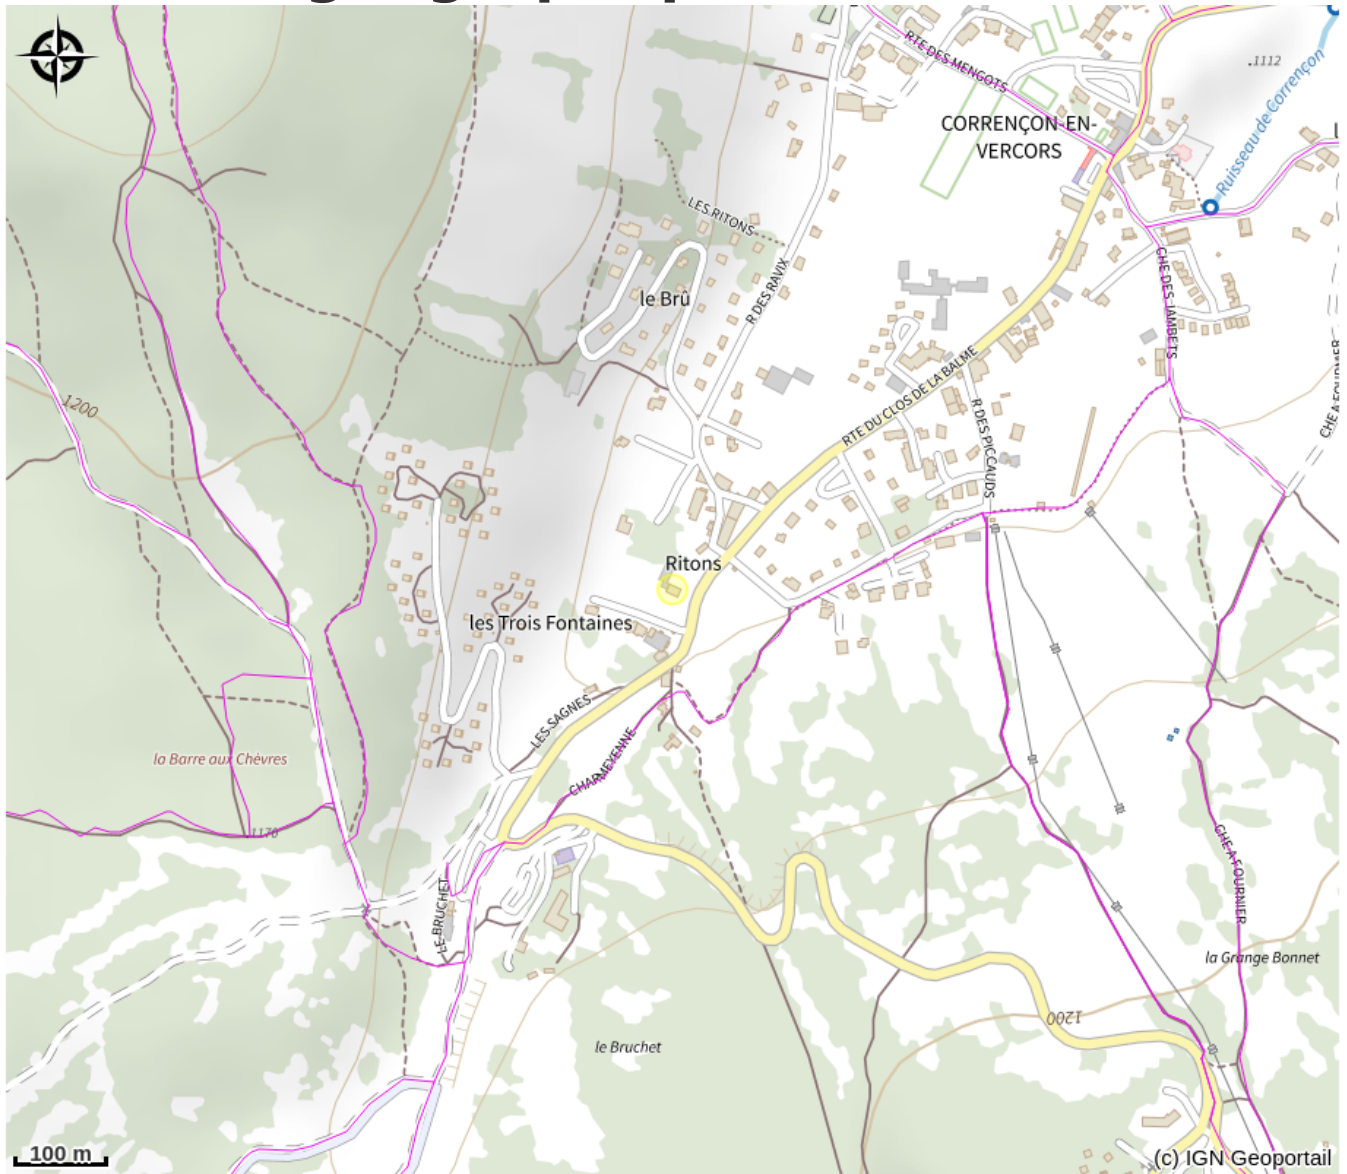 RTE DES MENGOTS
.1112
Ruisseau de Corrençon
CORRENÇON-EN-
VERCORS
LES RITONS
R DES RAVIX
le Brû
CHE DES JAMBETS
RTE DU CLOS DE LA BALME
R DES PICCAUDS
1200
Ritons
les Trois Fontaines
LES SAGNES
CHARMEYENNE
la Barre aux Chèvres
1170
LE BRUCHET
CHE A FOURNIER
la Grange Bonnet
1200
le Bruchet
100 m
(c) IGN Geoportail